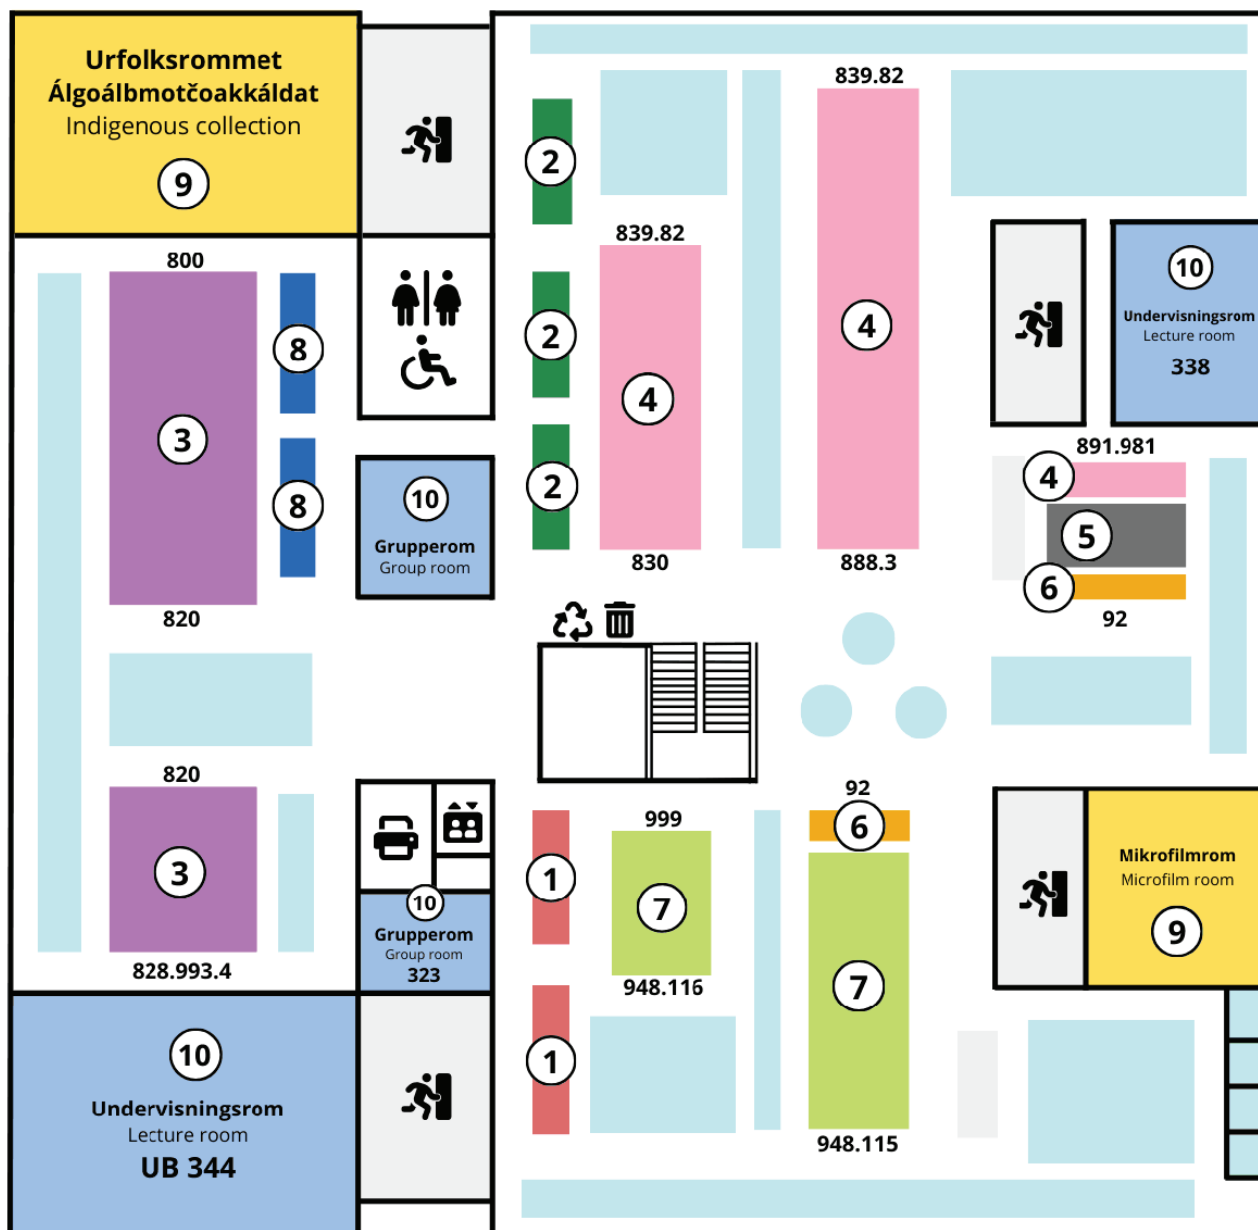 Urfolksrommet
Álgoálbmotčoakkáldat
Indigenous collection
9
800
3
820
8
8
820
3
828.993.4
10
Undervisningsrom
Lecture room
UB 344
10
Grupperom
Group room
10
Grupperom
Group room
323
2
2
2
839.82
4
830
839.82
4
888.3
10
Undervisningsrom
Lecture room
338
891.981
4
5
6
92
1
1
999
7
948.116
92
6
7
948.115
Mikrofilmrom
Microfilm room
9